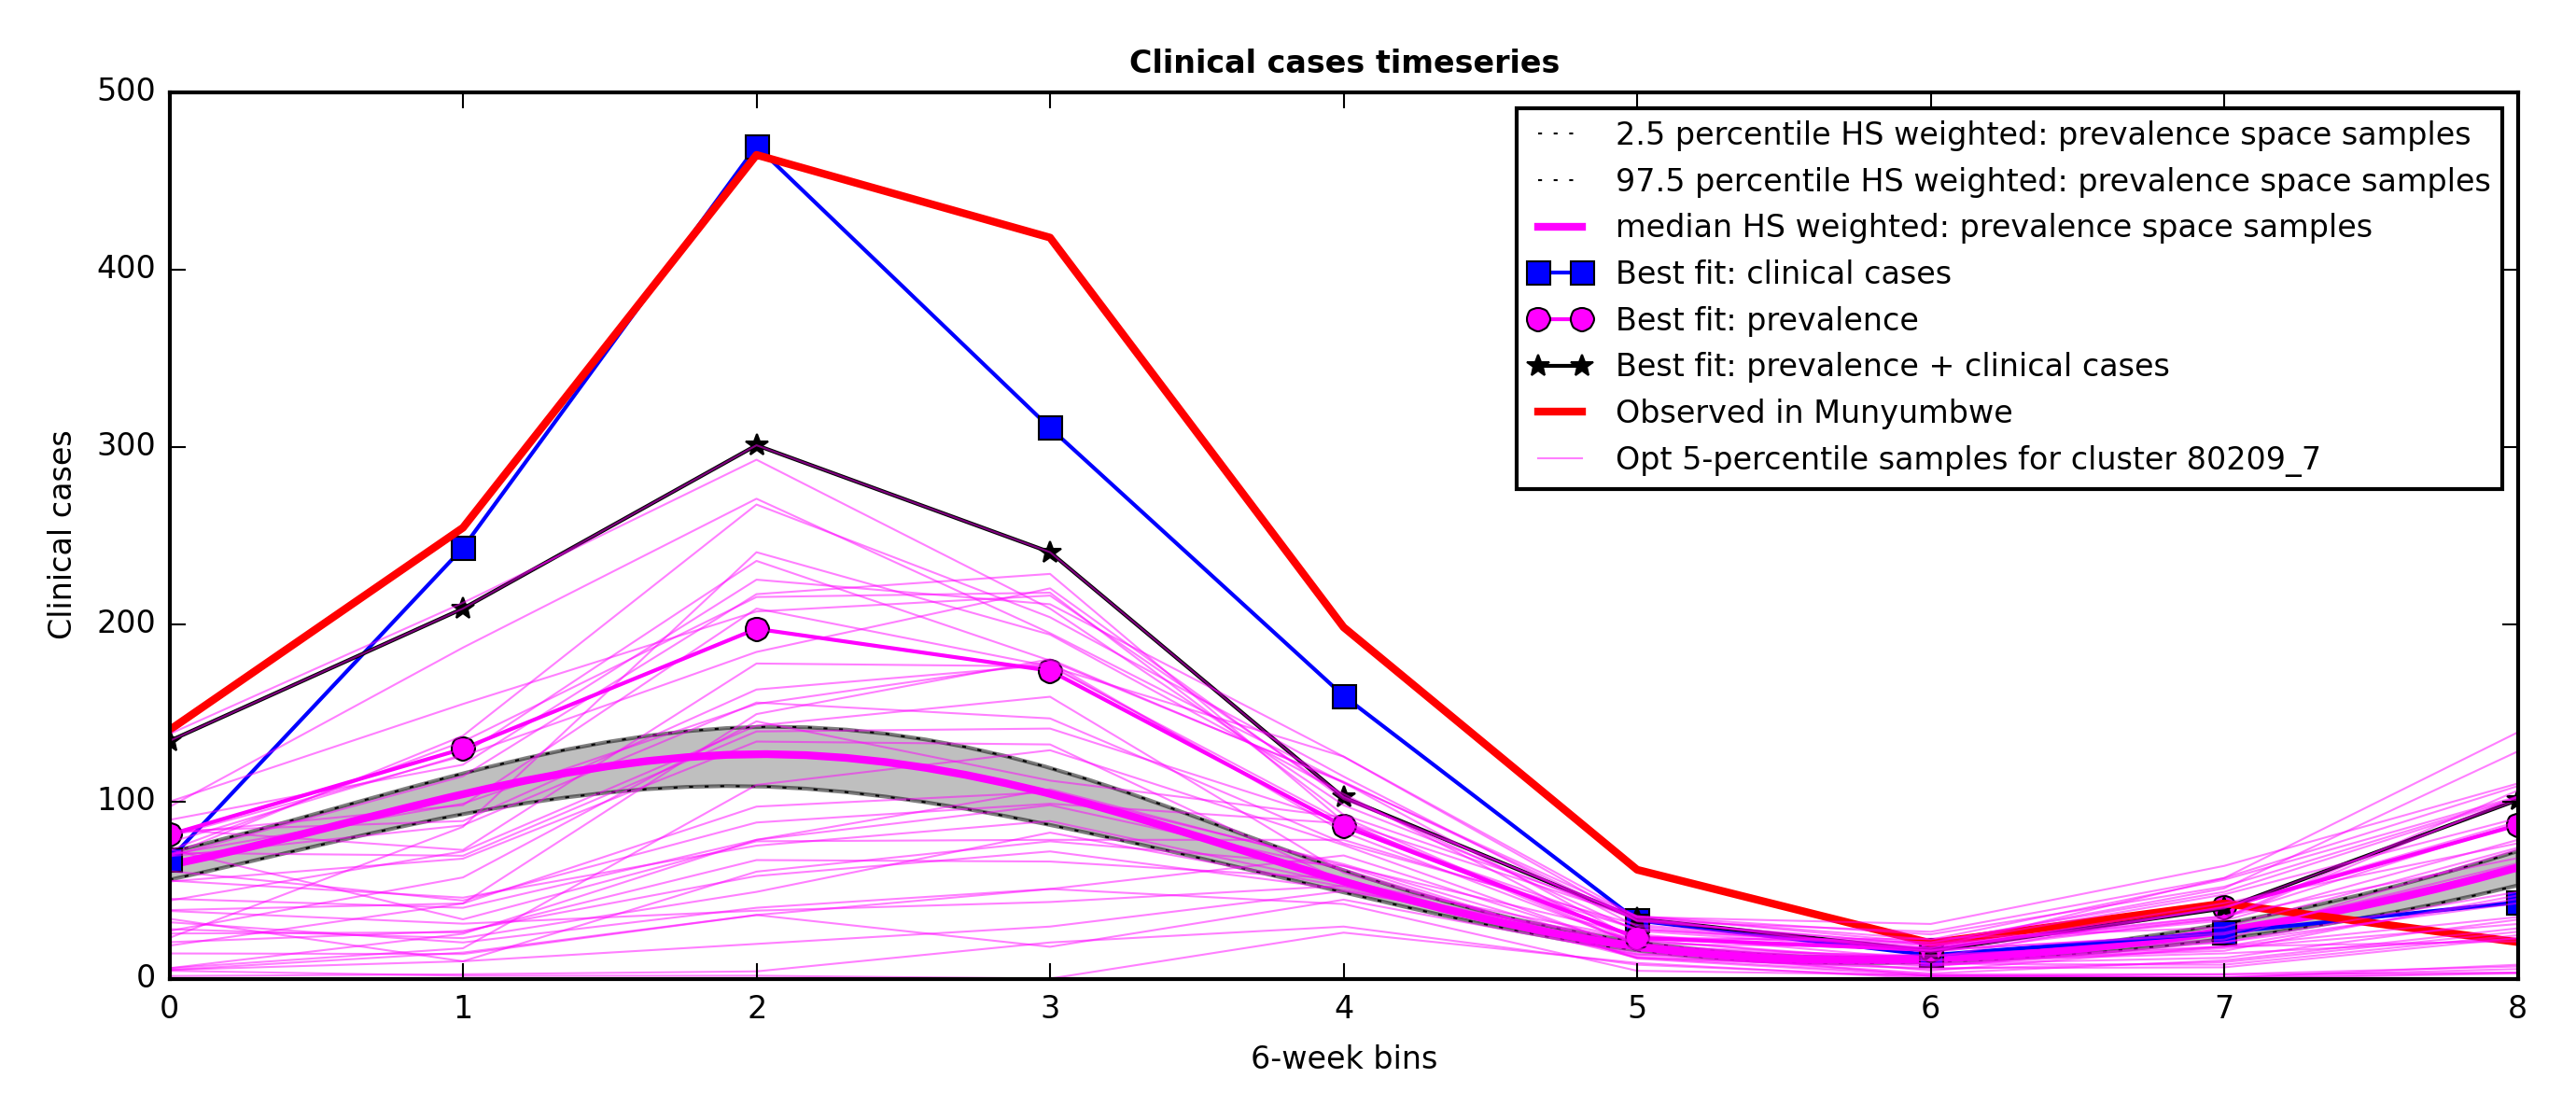 Clinical cases timeseries
500
400
300
200
100
0
Clinical cases
2.5 percentile HS weighted: prevalence space samples
97.5 percentile HS weighted: prevalence space samples
median HS weighted: prevalence space samples
Best fit: clinical cases
Best fit: prevalence
Best fit: prevalence + clinical cases
Observed in Munyumbwe
Opt 5-percentile samples for cluster 80209_7
0 1 2 3 4 5 6 7 8
6-week bins